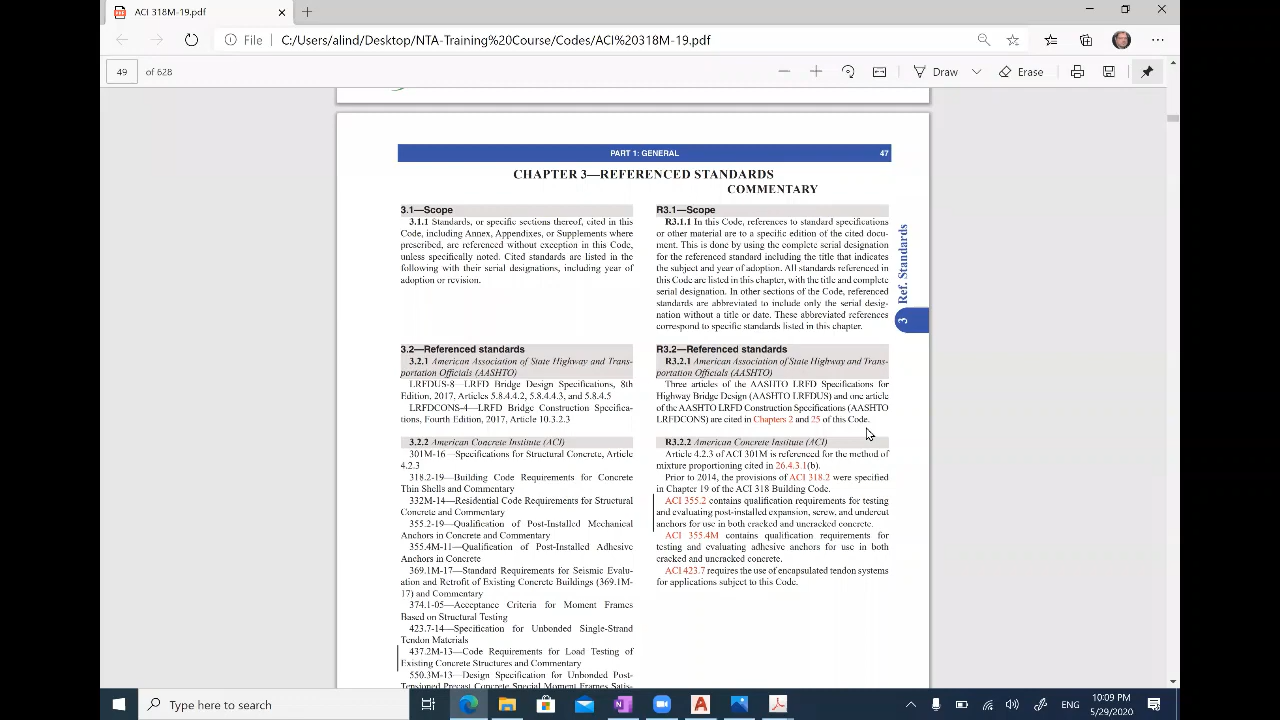 ACI 318M-19.pdf
File
C:/Users/alind/Desktop/NTA-Training%20Course/Codes/ACI%20318M-19.pdf
49 of 628
Draw
Erase
PART 1: GENERAL 47
CHAPTER 3—REFERENCED STANDARDS
COMMENTARY
3.1—Scope
3.1.1 Standards, or specific sections thereof, cited in this
Code, including Annex, Appendixes, or Supplements where
prescribed, are referenced without exception in this Code,
unless specifically noted. Cited standards are listed in the
following with their serial designations, including year of
adoption or revision.
R3.1—Scope
R3.1.1 In this Code, references to standard specifications
or other material are to a specific edition of the cited docu-
ment. This is done by using the complete serial designation
for the referenced standard including the title that indicates
the subject and year of adoption. All standards referenced in
this Code are listed in this chapter, with the title and complete
serial designation. In other sections of the Code, referenced
standards are abbreviated to include only the serial desig-
nation without a title or date. These abbreviated references
correspond to specific standards listed in this chapter.
3 Ref. Standards
3.2—Referenced standards
3.2.1 American Association of State Highway and Trans-
portation Officials (AASHTO)
LRFDUS-8—LRFD Bridge Design Specifications, 8th
Edition, 2017, Articles 5.8.4.4.2, 5.8.4.4.3, and 5.8.4.5
LRFDCONS-4—LRFD Bridge Construction Specifica-
tions, Fourth Edition, 2017, Article 10.3.2.3
3.2.2 American Concrete Institute (ACI)
301M-16—Specifications for Structural Concrete, Article
4.2.3
318.2-19—Building Code Requirements for Concrete
Thin Shells and Commentary
332M-14—Residential Code Requirements for Structural
Concrete and Commentary
355.2-19—Qualification of Post-Installed Mechanical
Anchors in Concrete and Commentary
355.4M-11—Qualification of Post-Installed Adhesive
Anchors in Concrete
369.1M-17—Standard Requirements for Seismic Evalu-
ation and Retrofit of Existing Concrete Buildings (369.1M-
17) and Commentary
374.1-05—Acceptance Criteria for Moment Frames
Based on Structural Testing
423.7-14—Specification for Unbonded Single-Strand
Tendon Materials
437.2M-13—Code Requirements for Load Testing of
Existing Concrete Structures and Commentary
550.3M-13—Design Specification for Unbonded Post-
Tensioned Precast Concrete Special Moment Frames Satis-
R3.2—Referenced standards
R3.2.1 American Association of State Highway and Trans-
portation Officials (AASHTO)
Three articles of the AASHTO LRFD Specifications for
Highway Bridge Design (AASHTO LRFDUS) and one article
of the AASHTO LRFD Construction Specifications (AASHTO
LRFDCONS) are cited in Chapters 2 and 25 of this Code.
R3.2.2 American Concrete Institute (ACI)
Article 4.2.3 of ACI 301M is referenced for the method of
mixture proportioning cited in 26.4.3.1(b).
Prior to 2014, the provisions of ACI 318.2 were specified
in Chapter 19 of the ACI 318 Building Code.
ACI 355.2 contains qualification requirements for testing
and evaluating post-installed expansion, screw, and undercut
anchors for use in both cracked and uncracked concrete.
ACI 355.4M contains qualification requirements for
testing and evaluating adhesive anchors for use in both
cracked and uncracked concrete.
ACI 423.7 requires the use of encapsulated tendon systems
for applications subject to this Code.
Type here to search
ENG
10:09 PM
5/29/2020